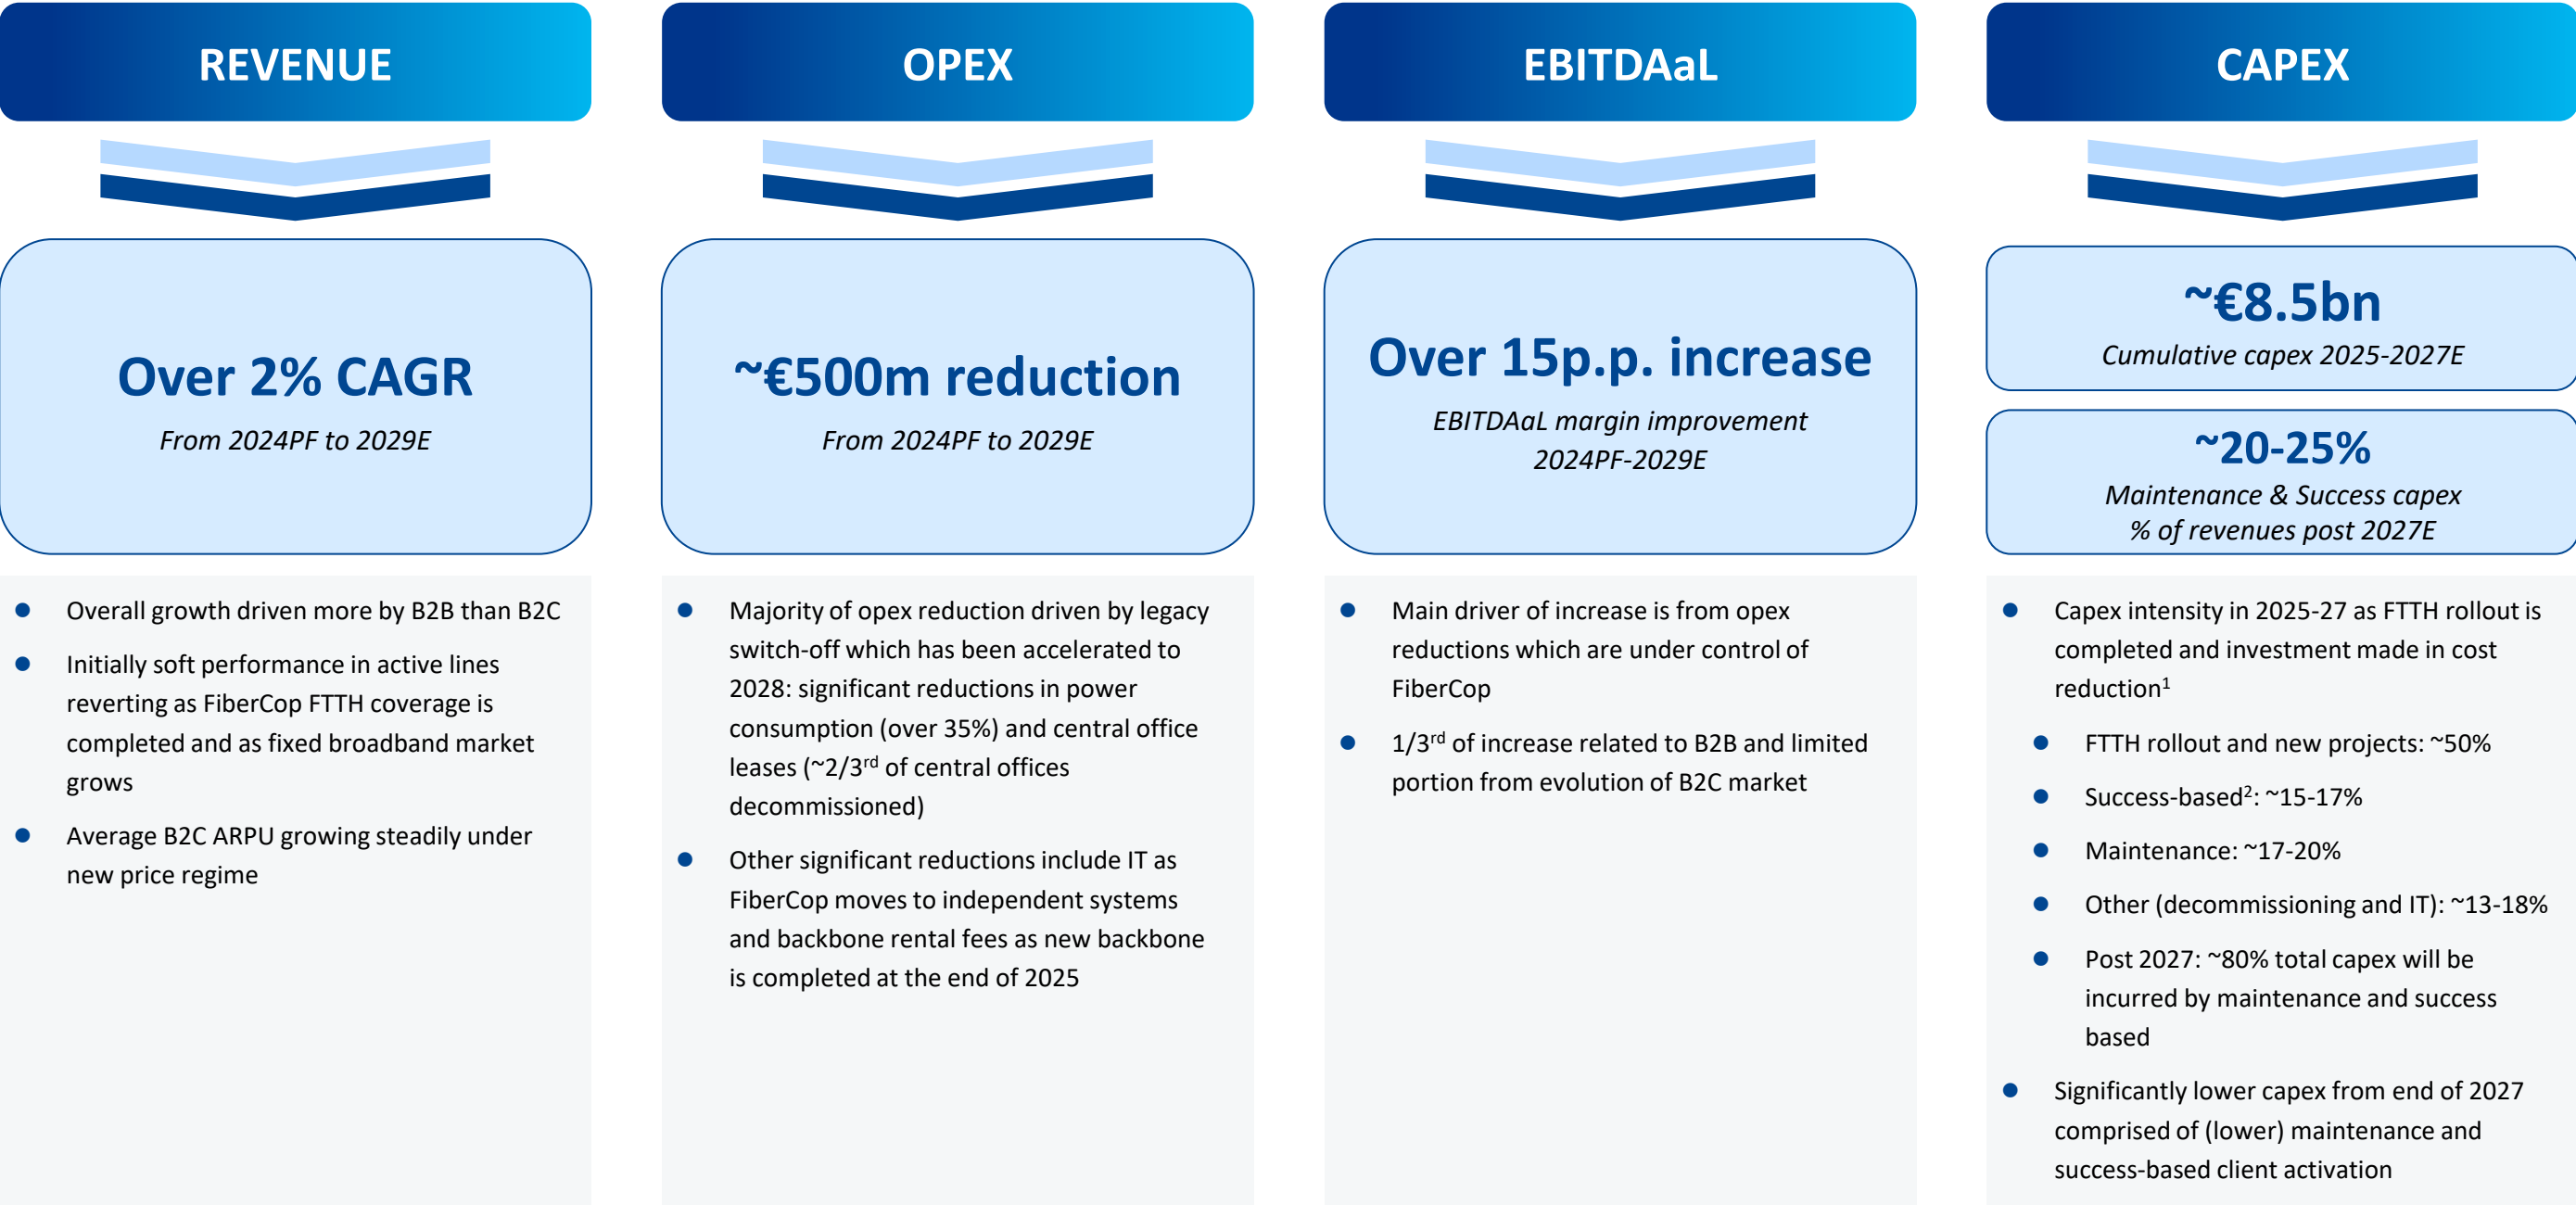 REVENUE
Over 2% CAGR
From 2024PF to 2029E
● Overall growth driven more by B2B than B2C
● Initially soft performance in active lines
reverting as FiberCop FTTH coverage is
completed and as fixed broadband market
grows
● Average B2C ARPU growing steadily under
new price regime
OPEX
~€500m reduction
From 2024PF to 2029E
● Majority of opex reduction driven by legacy
switch-off which has been accelerated to
2028: significant reductions in power
consumption (over 35%) and central office
leases (~2/3rd of central offices
decommissioned)
● Other significant reductions include IT as
FiberCop moves to independent systems
and backbone rental fees as new backbone
is completed at the end of 2025
EBITDAaL
Over 15p.p. increase
EBITDAaL margin improvement
2024PF-2029E
● Main driver of increase is from opex
reductions which are under control of
FiberCop
● 1/3rd of increase related to B2B and limited
portion from evolution of B2C market
CAPEX
~€8.5bn
Cumulative capex 2025-2027E
~20-25%
Maintenance & Success capex
% of revenues post 2027E
● Capex intensity in 2025-27 as FTTH rollout is
completed and investment made in cost
reduction¹
● FTTH rollout and new projects: ~50%
● Success-based²: ~15-17%
● Maintenance: ~17-20%
● Other (decommissioning and IT): ~13-18%
● Post 2027: ~80% total capex will be
incurred by maintenance and success
based
● Significantly lower capex from end of 2027
comprised of (lower) maintenance and
success-based client activation